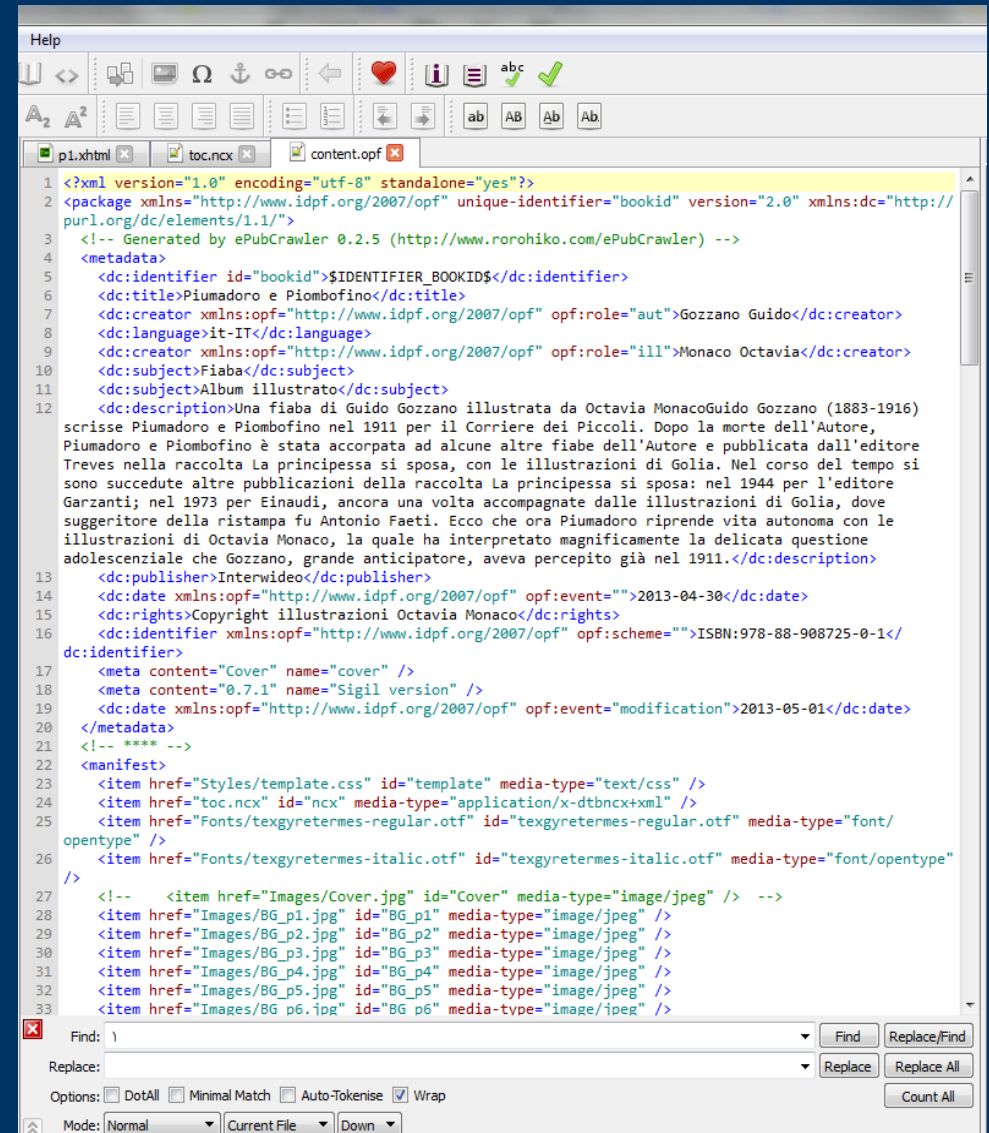 Help
Ω abc
A₂ A² ab AB Ab Ab.
p1.xhtml toc.ncx content.opf
1 <?xml version="1.0" encoding="utf-8" standalone="yes"?>
2 <package xmlns="http://www.idpf.org/2007/opf" unique-identifier="bookid" version="2.0" xmlns:dc="http://
purl.org/dc/elements/1.1/">
3 <!-- Generated by ePubCrawler 0.2.5 (http://www.rorohiko.com/ePubCrawler) -->
4 <metadata>
5 <dc:identifier id="bookid">$IDENTIFIER_BOOKID$</dc:identifier>
6 <dc:title>Piumadoro e Piombofino</dc:title>
7 <dc:creator xmlns:opf="http://www.idpf.org/2007/opf" opf:role="aut">Gozzano Guido</dc:creator>
8 <dc:language>it-IT</dc:language>
9 <dc:creator xmlns:opf="http://www.idpf.org/2007/opf" opf:role="ill">Monaco Octavia</dc:creator>
10 <dc:subject>Fiaba</dc:subject>
11 <dc:subject>Album illustrato</dc:subject>
12 <dc:description>Una fiaba di Guido Gozzano illustrata da Octavia MonacoGuido Gozzano (1883-1916)
scrisse Piumadoro e Piombofino nel 1911 per il Corriere dei Piccoli. Dopo la morte dell'Autore,
Piumadoro e Piombofino è stata accorpata ad alcune altre fiabe dell'Autore e pubblicata dall'editore
Treves nella raccolta La principessa si sposa, con le illustrazioni di Golia. Nel corso del tempo si
sono succedute altre pubblicazioni della raccolta La principessa si sposa: nel 1944 per l'editore
Garzanti; nel 1973 per Einaudi, ancora una volta accompagnate dalle illustrazioni di Golia, dove
suggeritore della ristampa fu Antonio Faeti. Ecco che ora Piumadoro riprende vita autonoma con le
illustrazioni di Octavia Monaco, la quale ha interpretato magnificamente la delicata questione
adolescenziale che Gozzano, grande anticipatore, aveva percepito già nel 1911.</dc:description>
13 <dc:publisher>Interwideo</dc:publisher>
14 <dc:date xmlns:opf="http://www.idpf.org/2007/opf" opf:event="">2013-04-30</dc:date>
15 <dc:rights>Copyright illustrazioni Octavia Monaco</dc:rights>
16 <dc:identifier xmlns:opf="http://www.idpf.org/2007/opf" opf:scheme="">ISBN:978-88-908725-0-1</
dc:identifier>
17 <meta content="Cover" name="cover" />
18 <meta content="0.7.1" name="Sigil version" />
19 <dc:date xmlns:opf="http://www.idpf.org/2007/opf" opf:event="modification">2013-05-01</dc:date>
20 </metadata>
21 <!-- **** -->
22 <manifest>
23 <item href="Styles/template.css" id="template" media-type="text/css" />
24 <item href="toc.ncx" id="ncx" media-type="application/x-dtbncx+xml" />
25 <item href="Fonts/texgyretermes-regular.otf" id="texgyretermes-regular.otf" media-type="font/
opentype" />
26 <item href="Fonts/texgyretermes-italic.otf" id="texgyretermes-italic.otf" media-type="font/opentype"
/>
27 <!-- <item href="Images/Cover.jpg" id="Cover" media-type="image/jpeg" /> -->
28 <item href="Images/BG_p1.jpg" id="BG_p1" media-type="image/jpeg" />
29 <item href="Images/BG_p2.jpg" id="BG_p2" media-type="image/jpeg" />
30 <item href="Images/BG_p3.jpg" id="BG_p3" media-type="image/jpeg" />
31 <item href="Images/BG_p4.jpg" id="BG_p4" media-type="image/jpeg" />
32 <item href="Images/BG_p5.jpg" id="BG_p5" media-type="image/jpeg" />
33 <item href="Images/BG_p6.jpg" id="BG_p6" media-type="image/jpeg" />
Find: \ Find Replace/Find
Replace: Replace Replace All
Options: DotAll Minimal Match Auto-Tokenise Wrap Count All
Mode: Normal Current File Down